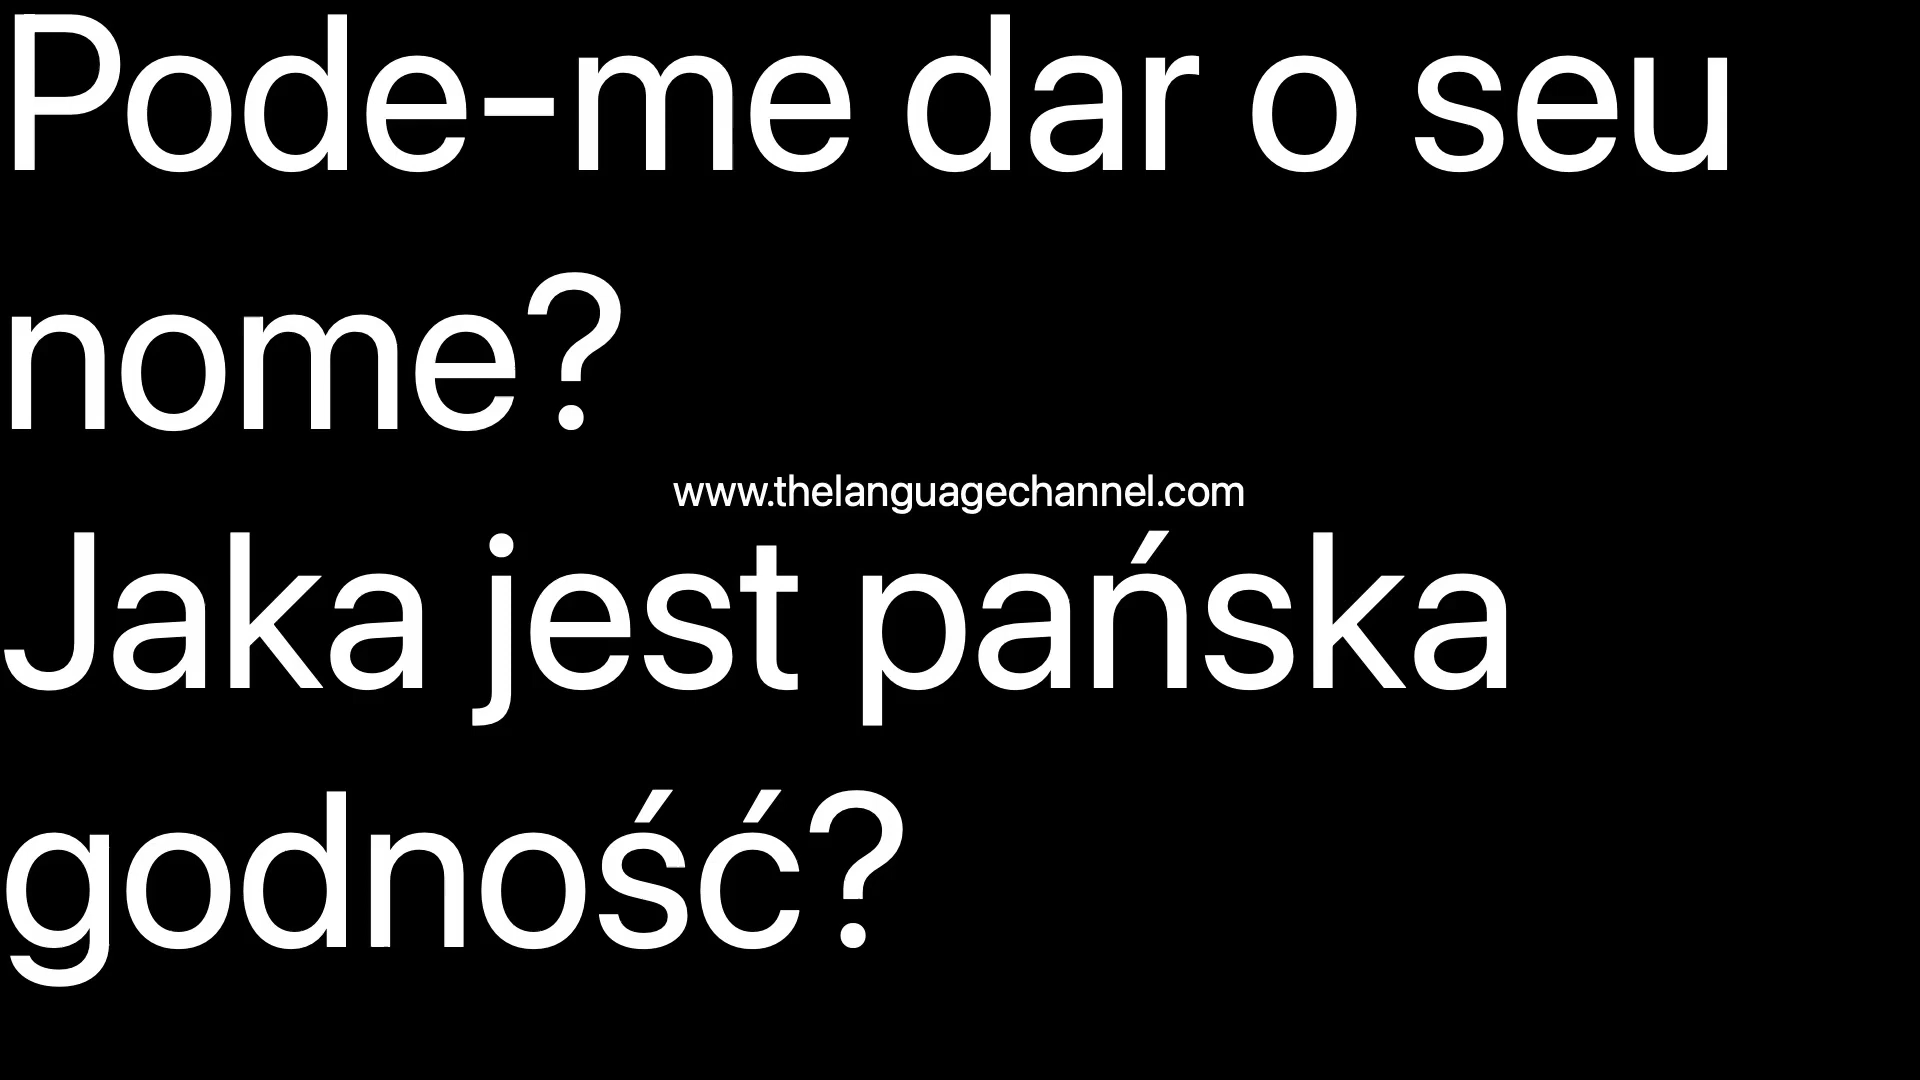 Pode-me dar o seu
nome?
www.thelanguagechannel.com
Jaka jest pańska
godność?